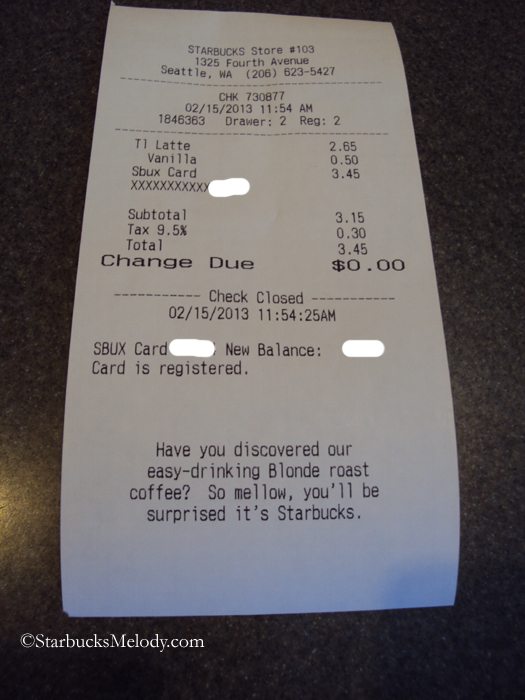 STARBUCKS Store #103
1325 Fourth Avenue
Seattle, WA (206) 623-5427
CHK 730877
02/15/2013 11:54 AM
1846363 Drawer: 2 Reg: 2
Tl Latte 2.65
Vanilla 0.50
Sbux Card 3.45
XXXXXXXXXXX
Subtotal 3.15
Tax 9.5% 0.30
Total 3.45
Change Due $0.00
----------- Check Closed -----------
02/15/2013 11:54:25AM
SBUX Card New Balance:
Card is registered.
Have you discovered our
easy-drinking Blonde roast
coffee? So mellow, you'll be
surprised it's Starbucks.
©StarbucksMelody.com